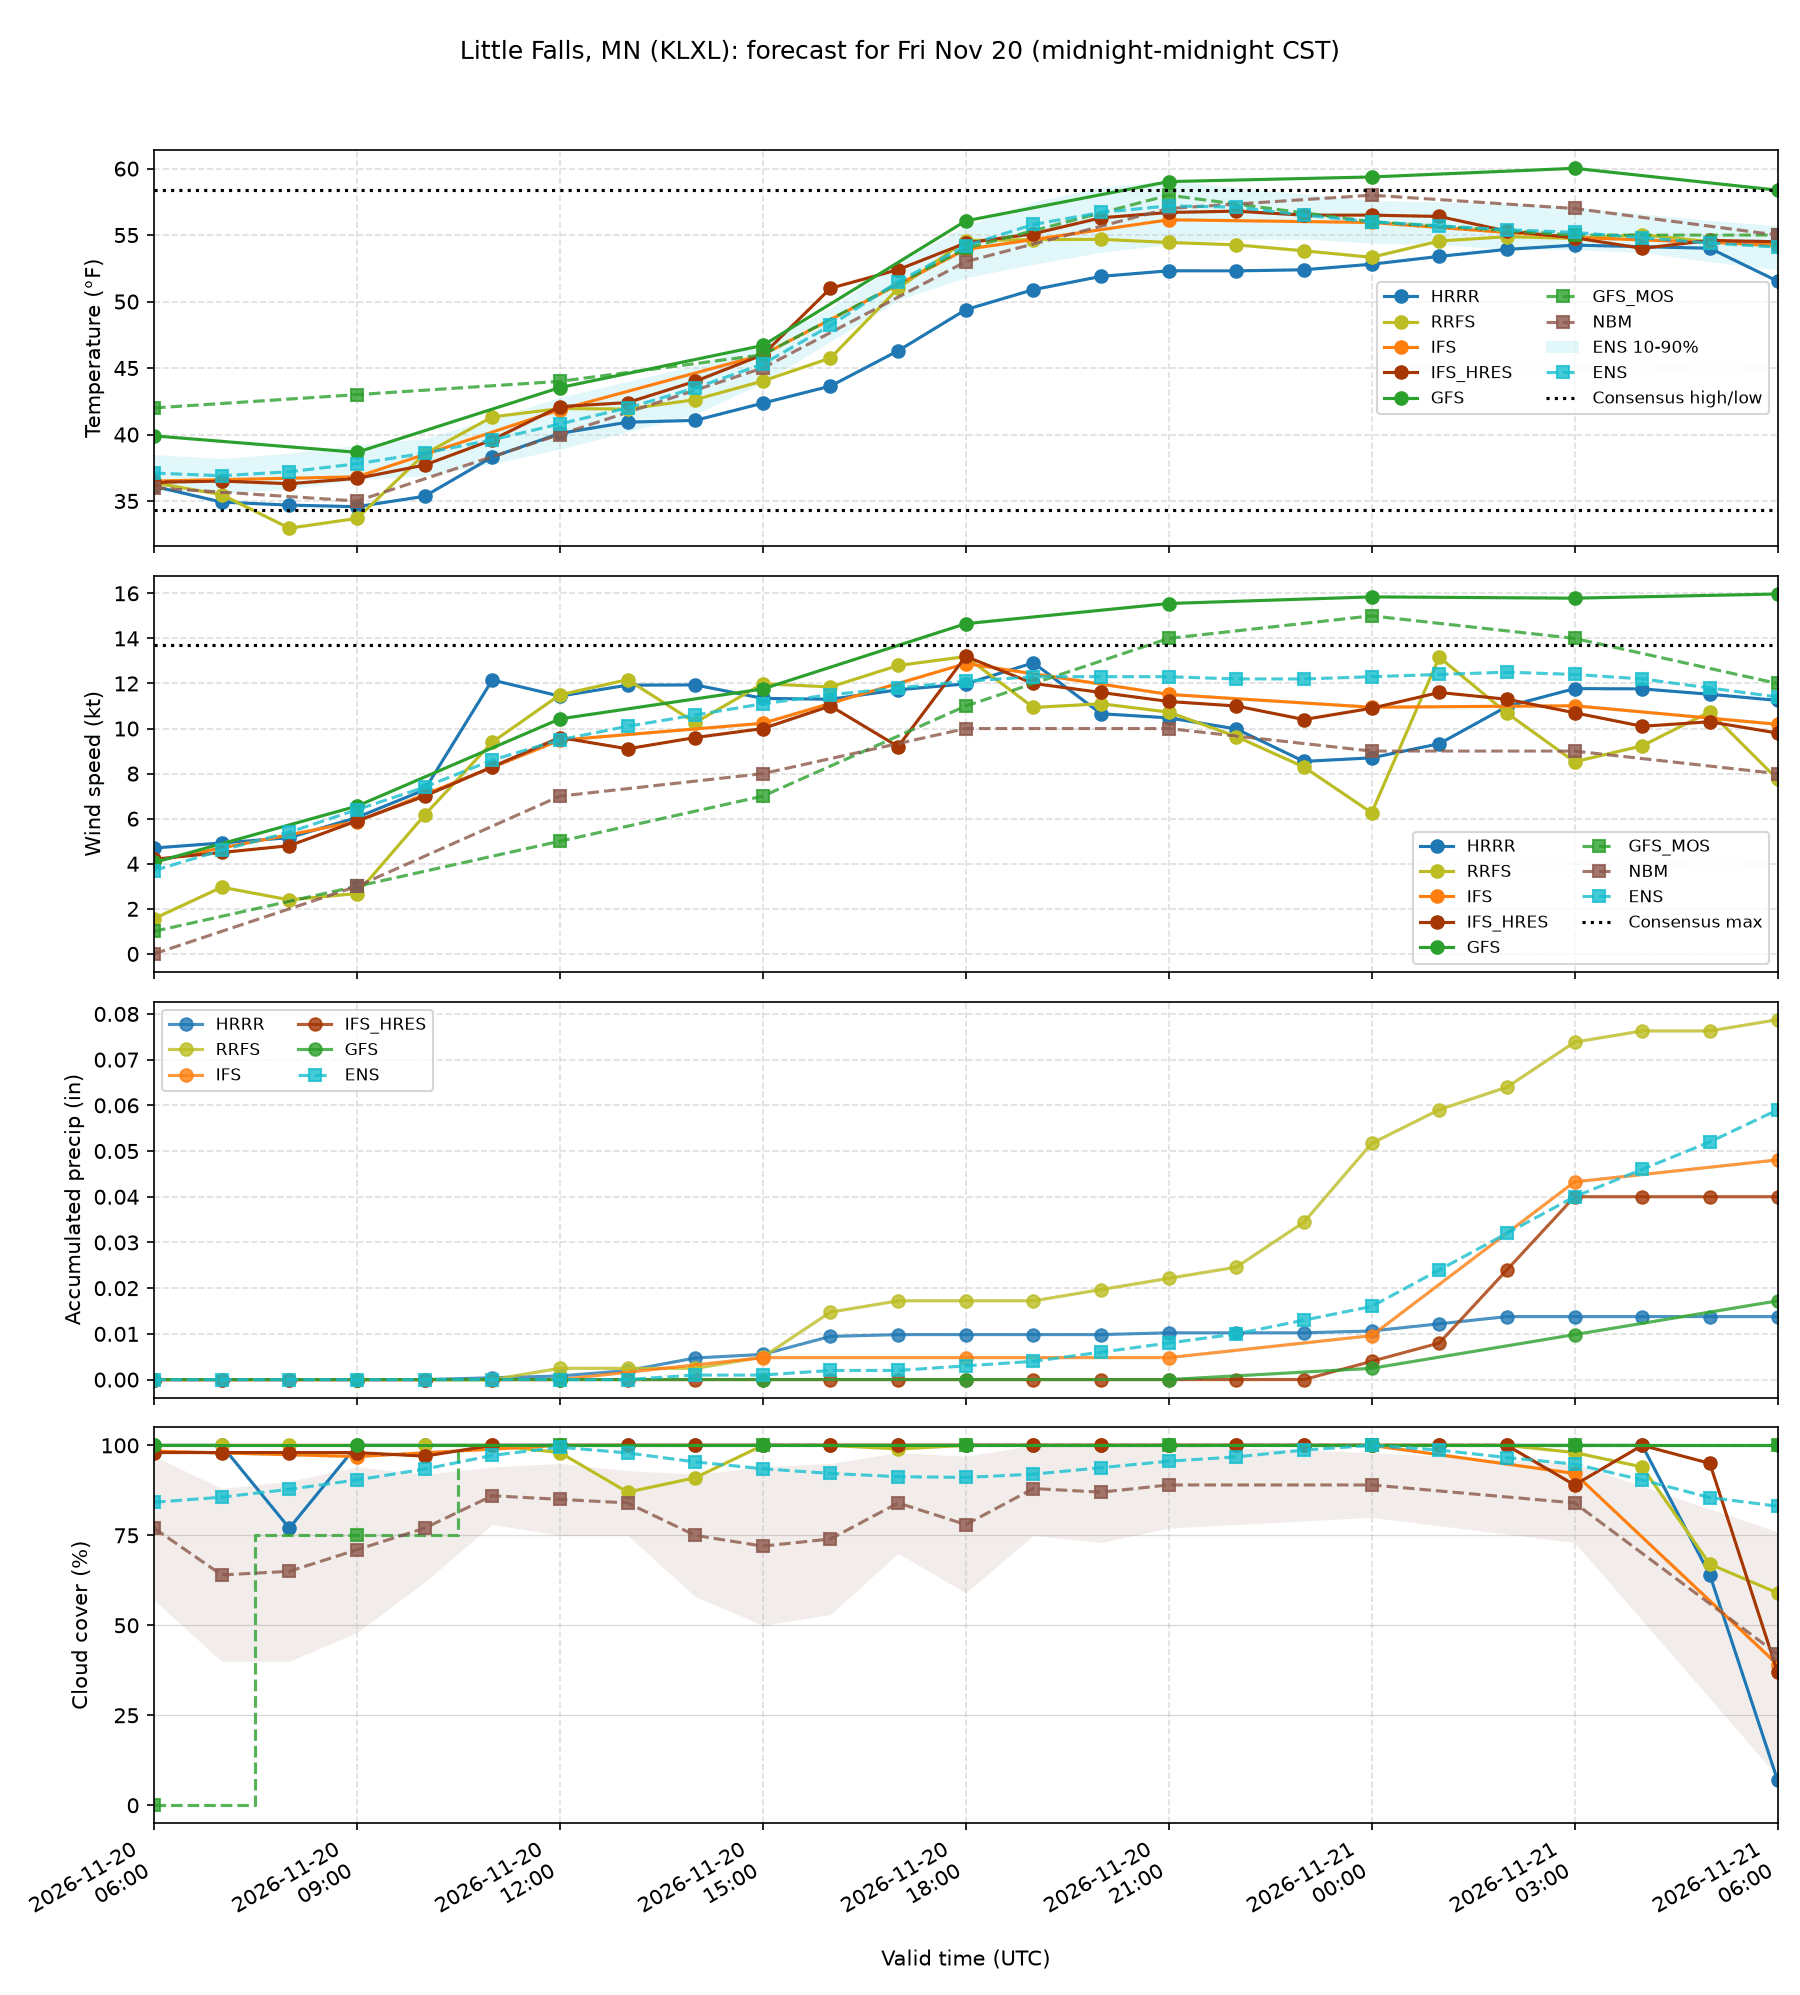 Little Falls, MN (KLXL): forecast for Fri Nov 20 (midnight-midnight CST)
60
55
50
45
40
35
Temperature (°F)
HRRR
RRFS
IFS
IFS_HRES
GFS
GFS_MOS
NBM
ENS 10-90%
ENS
Consensus high/low
16
14
12
10
8
6
4
2
0
Wind speed (kt)
HRRR
RRFS
IFS
IFS_HRES
GFS
GFS_MOS
NBM
ENS
Consensus max
0.08
0.07
0.06
0.05
0.04
0.03
0.02
0.01
0.00
Accumulated precip (in)
HRRR
RRFS
IFS
IFS_HRES
GFS
ENS
100
75
50
25
0
Cloud cover (%)
2026-11-20
06:00
2026-11-20
09:00
2026-11-20
12:00
2026-11-20
15:00
2026-11-20
18:00
2026-11-20
21:00
2026-11-21
00:00
2026-11-21
03:00
2026-11-21
06:00
Valid time (UTC)